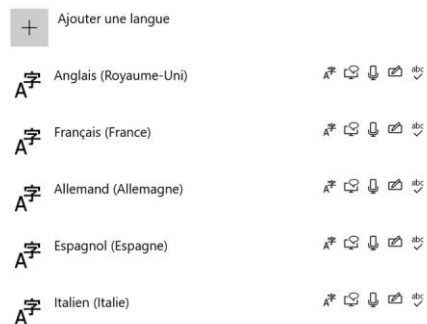 Ajouter une langue
Anglais (Royaume-Uni)
Français (France)
Allemand (Allemagne)
Espagnol (Espagne)
Italien (Italie)